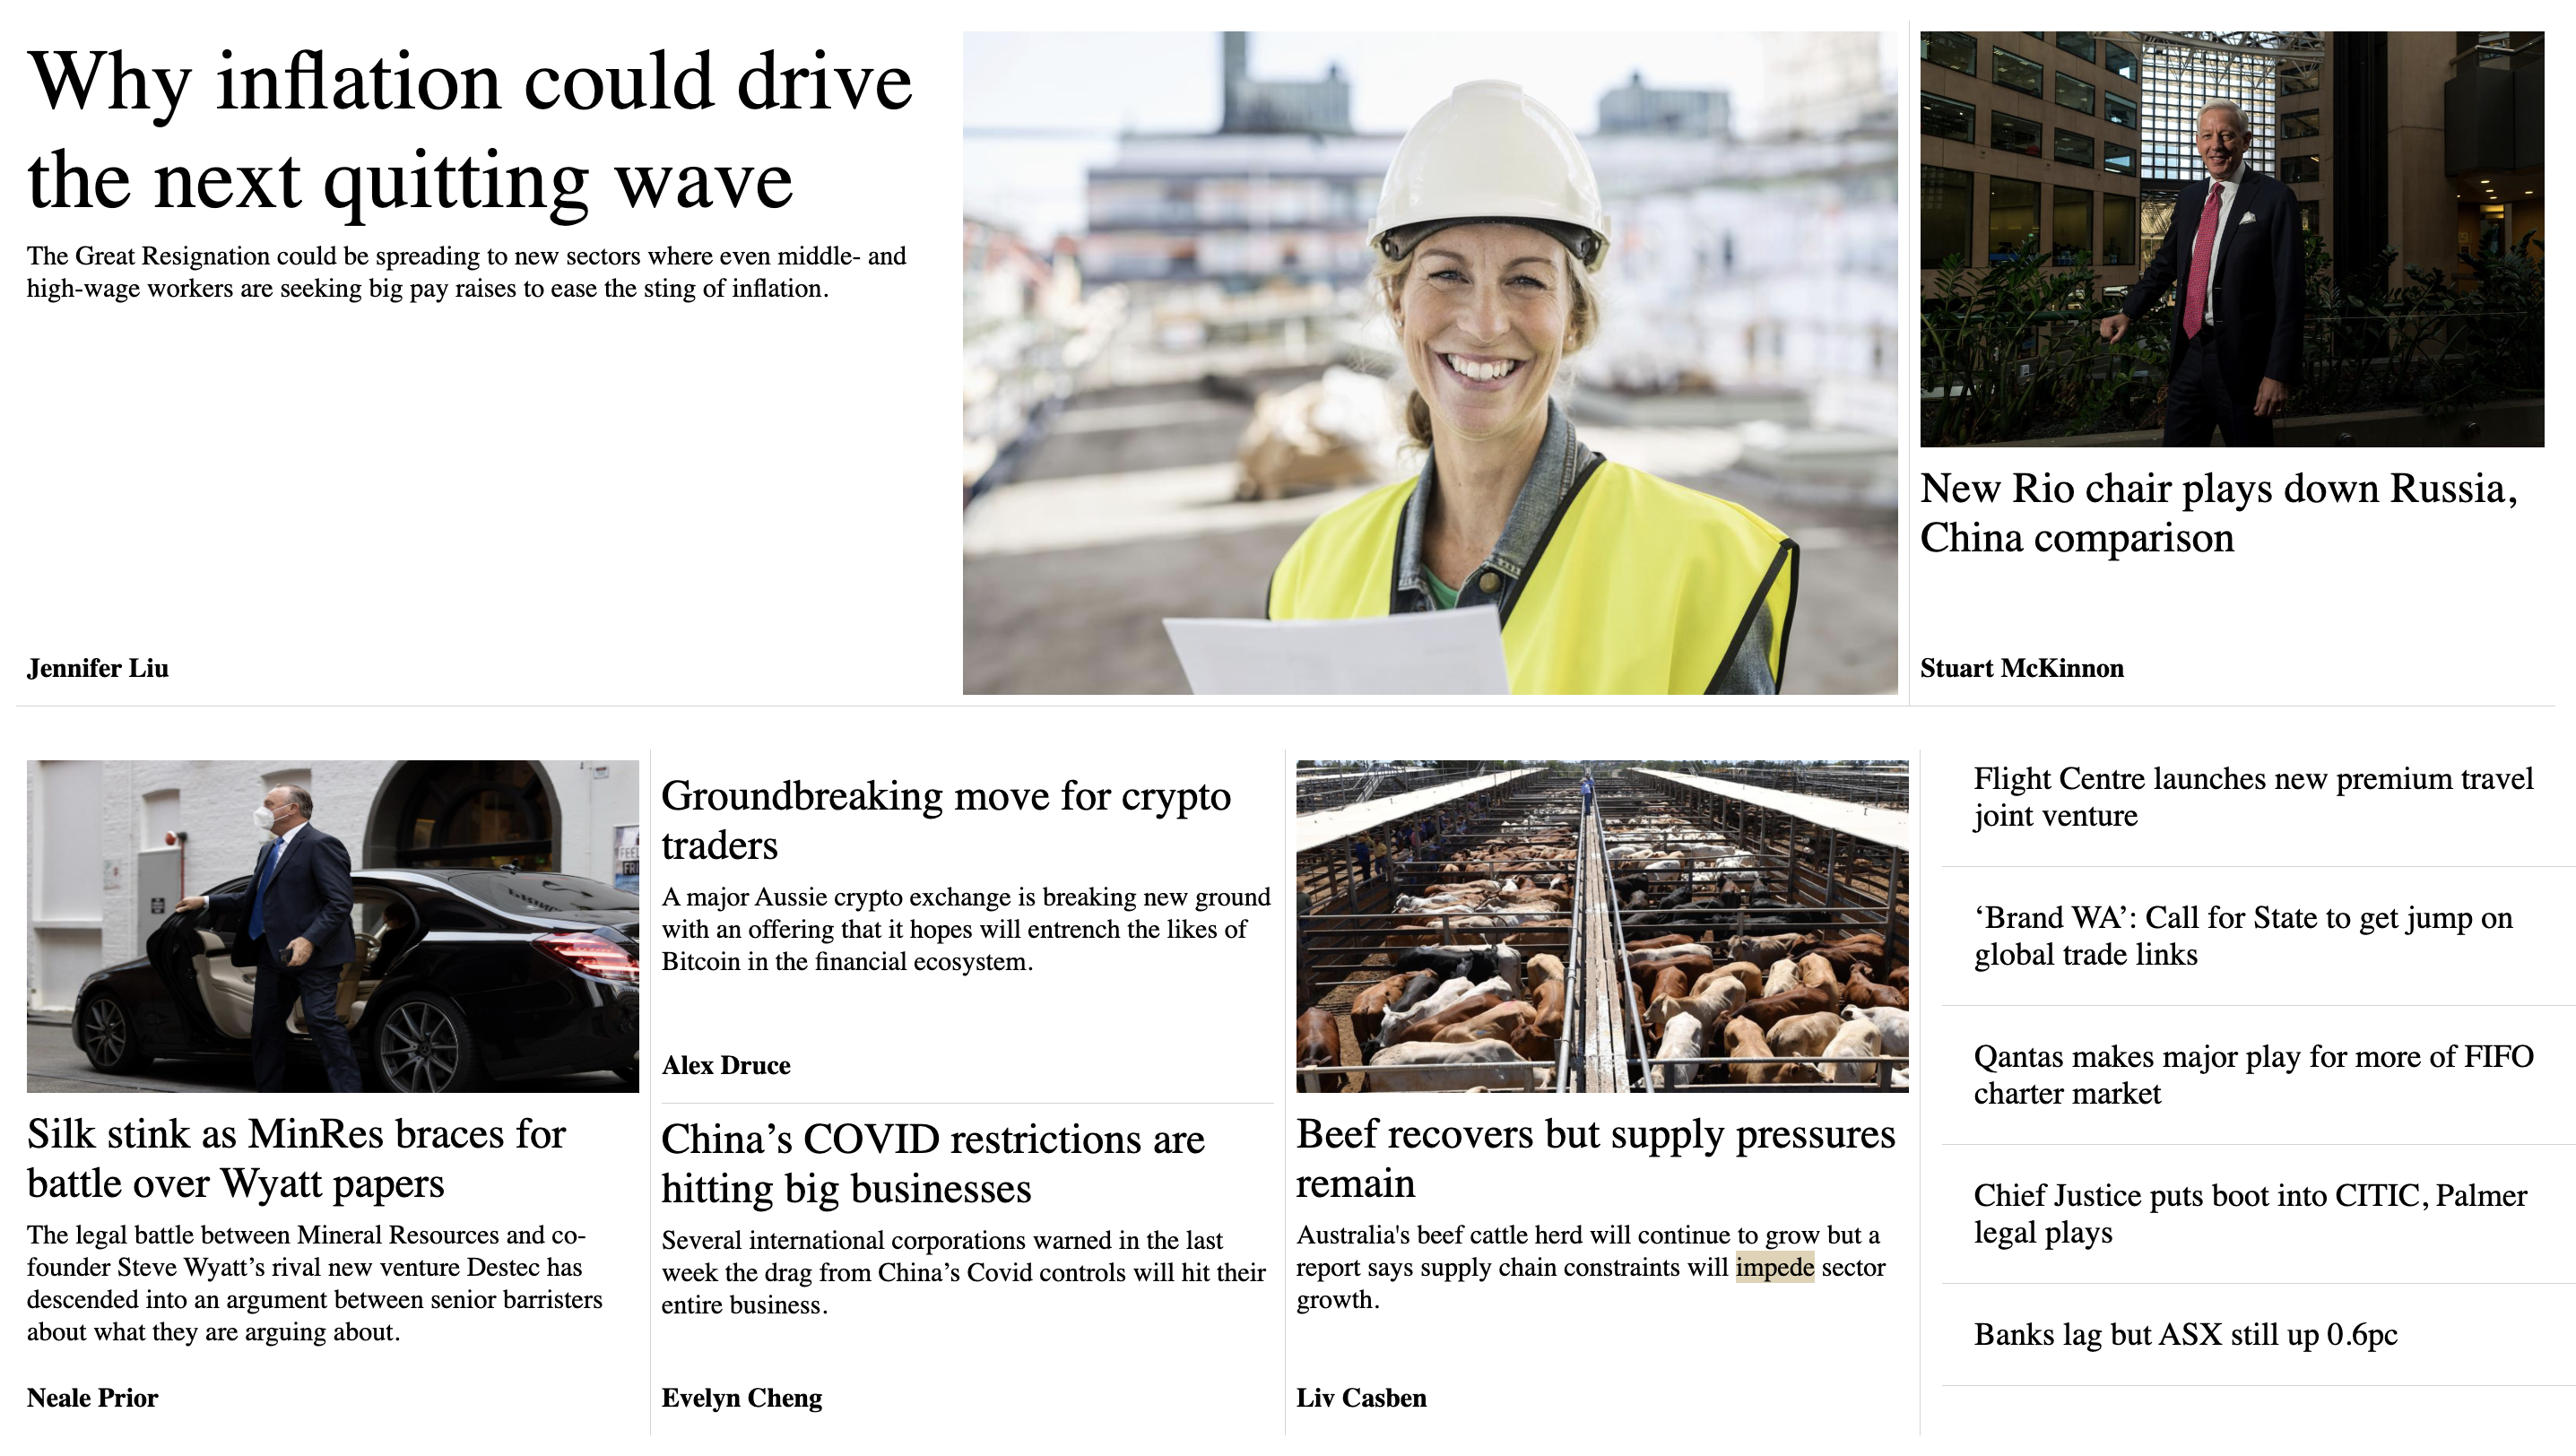 Why inflation could drive
the next quitting wave
The Great Resignation could be spreading to new sectors where even middle- and
high-wage workers are seeking big pay raises to ease the sting of inflation.
Jennifer Liu
New Rio chair plays down Russia,
China comparison
Stuart McKinnon
Silk stink as MinRes braces for
battle over Wyatt papers
The legal battle between Mineral Resources and co-
founder Steve Wyatt’s rival new venture Destec has
descended into an argument between senior barristers
about what they are arguing about.
Neale Prior
Groundbreaking move for crypto
traders
A major Aussie crypto exchange is breaking new ground
with an offering that it hopes will entrench the likes of
Bitcoin in the financial ecosystem.
Alex Druce
China’s COVID restrictions are
hitting big businesses
Several international corporations warned in the last
week the drag from China’s Covid controls will hit their
entire business.
Evelyn Cheng
Beef recovers but supply pressures
remain
Australia's beef cattle herd will continue to grow but a
report says supply chain constraints will impede sector
growth.
Liv Casben
Flight Centre launches new premium travel
joint venture
‘Brand WA’: Call for State to get jump on
global trade links
Qantas makes major play for more of FIFO
charter market
Chief Justice puts boot into CITIC, Palmer
legal plays
Banks lag but ASX still up 0.6pc